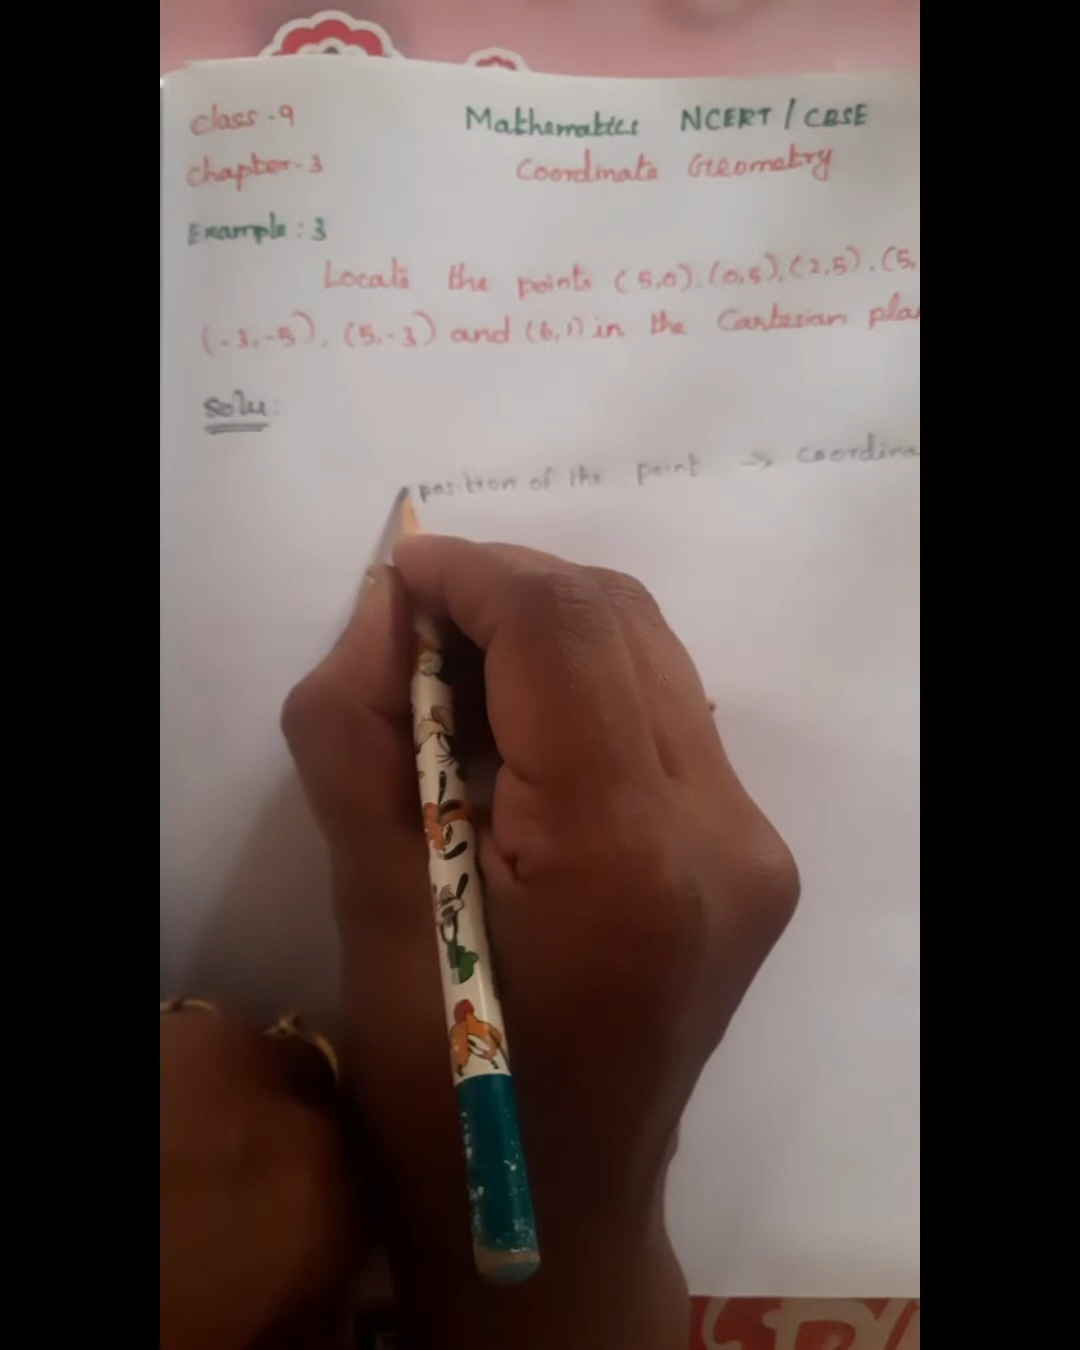 class - 9 Mathematics NCERT / CBSE
chapter - 3 Coordinate Geometry
Example : 3
Locate the points (5,0), (0,5), (2,5), (5,
(-3,-5), (5,-3) and (6,1) in the Cartesian pla
Solu:
position of the point → coordina